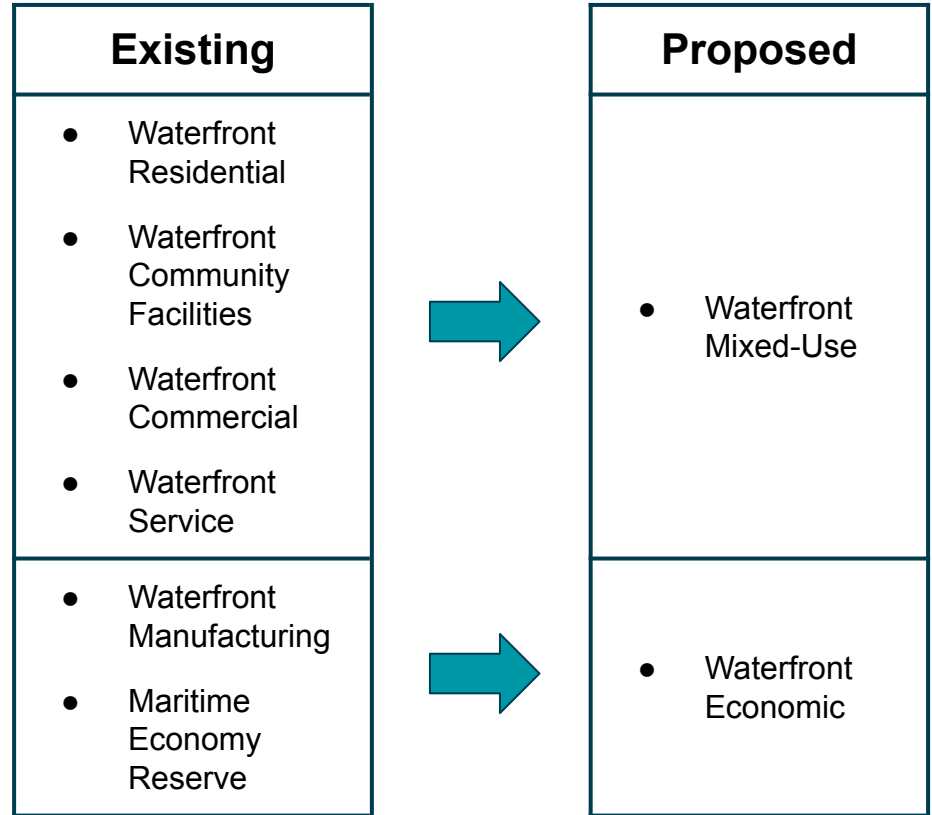 Existing
Proposed
● Waterfront
Residential
● Waterfront
Community
Facilities
● Waterfront
Commercial
● Waterfront
Service
● Waterfront
Mixed-Use
● Waterfront
Manufacturing
● Maritime
Economy
Reserve
● Waterfront
Economic